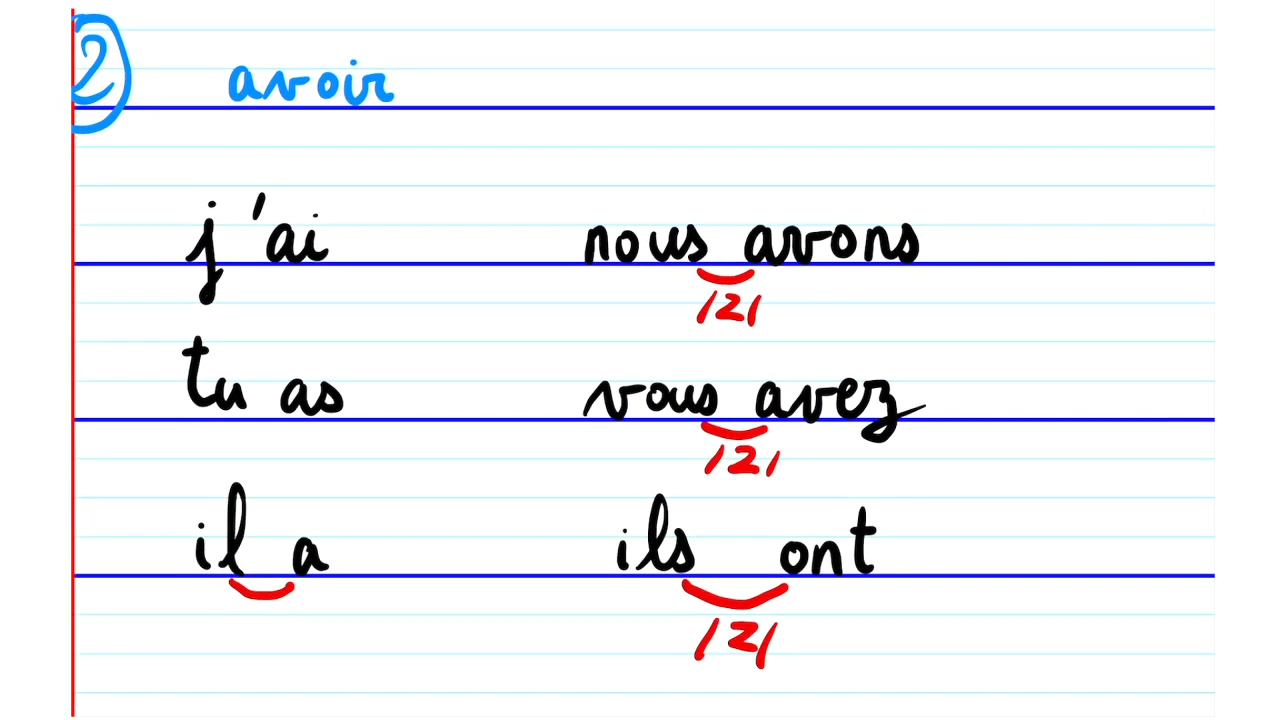 2 avoir
j'ai nous avons
/z/
tu as vous avez
/z/
il a ils ont
/z/